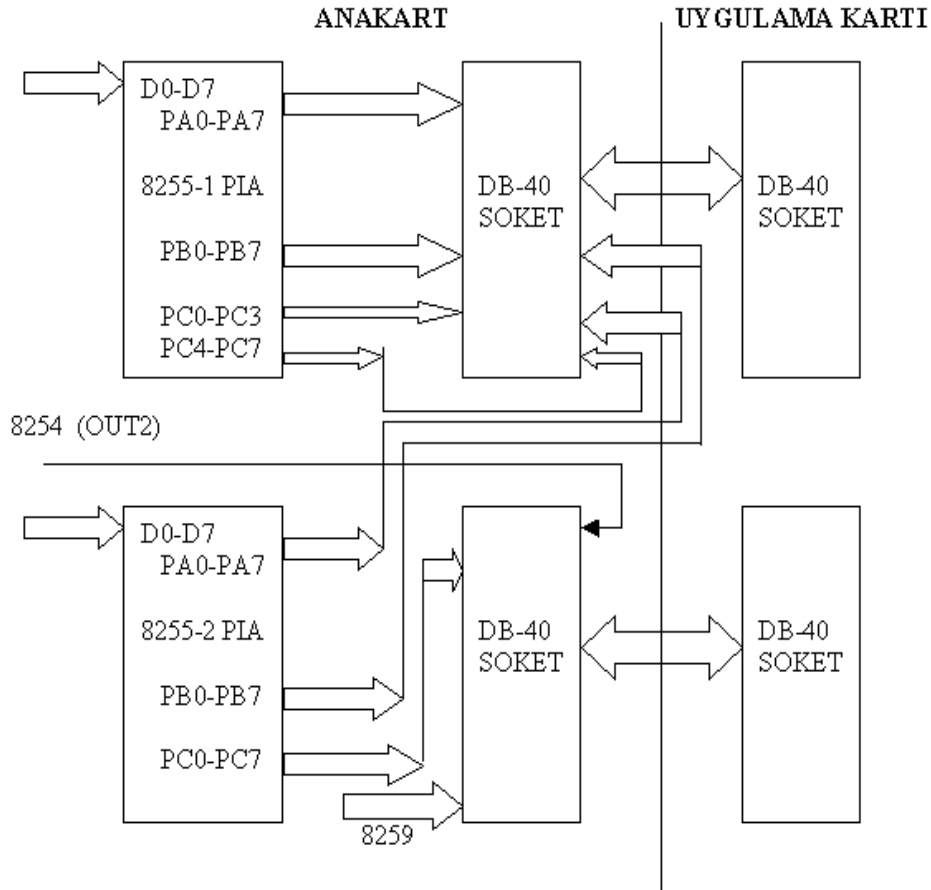 ANAKART
UYGULAMA KARTI
D0-D7
PA0-PA7
8255-1 PIA
PB0-PB7
PC0-PC3
PC4-PC7
DB-40
SOKET
DB-40
SOKET
8254 (OUT2)
D0-D7
PA0-PA7
8255-2 PIA
PB0-PB7
PC0-PC7
8259
DB-40
SOKET
DB-40
SOKET